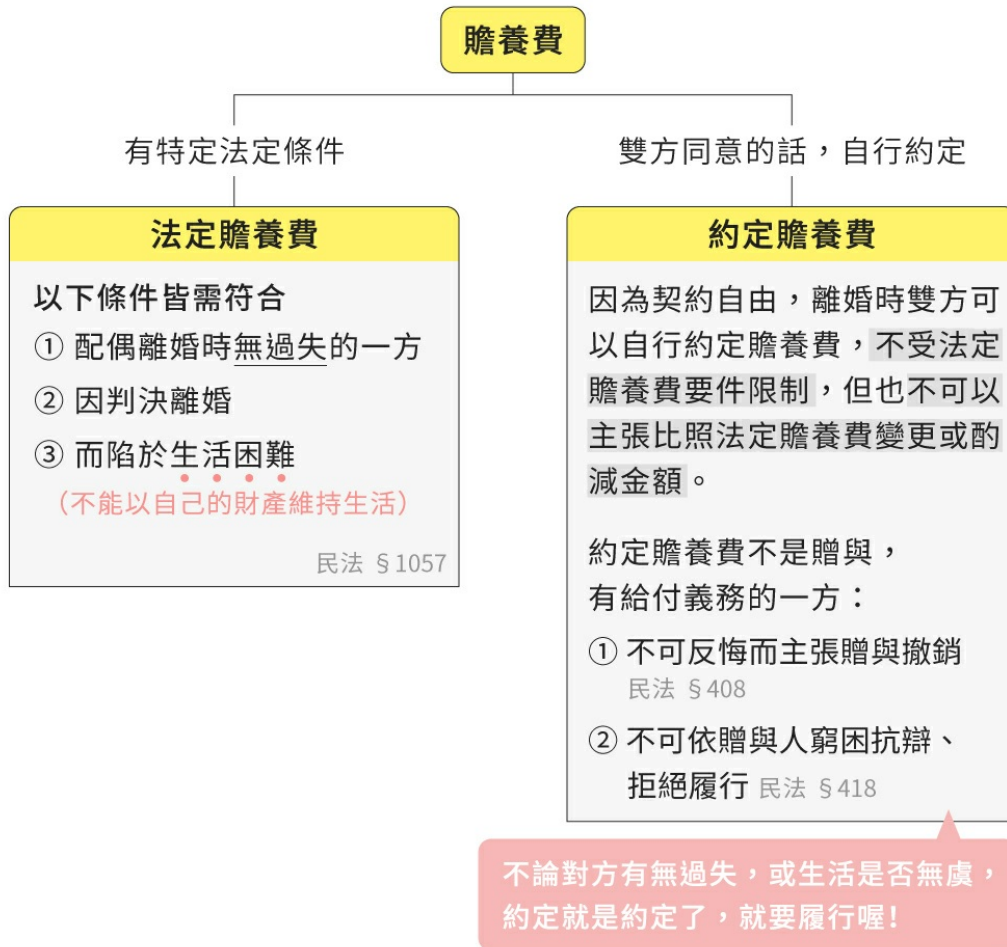 贍養費
有特定法定條件
法定贍養費
以下條件皆需符合
① 配偶離婚時無過失的一方
② 因判決離婚
③ 而陷於生活困難
（不能以自己的財產維持生活）
民法 §1057
雙方同意的話，自行約定
約定贍養費
因為契約自由，離婚時雙方可
以自行約定贍養費，不受法定
贍養費要件限制，但也不可以
主張比照法定贍養費變更或酌
減金額。
約定贍養費不是贈與，
有給付義務的一方：
① 不可反悔而主張贈與撤銷
民法 §408
② 不可依贈與人窮困抗辯、
拒絕履行 民法 §418
不論對方有無過失，或生活是否無虞，
約定就是約定了，就要履行喔！